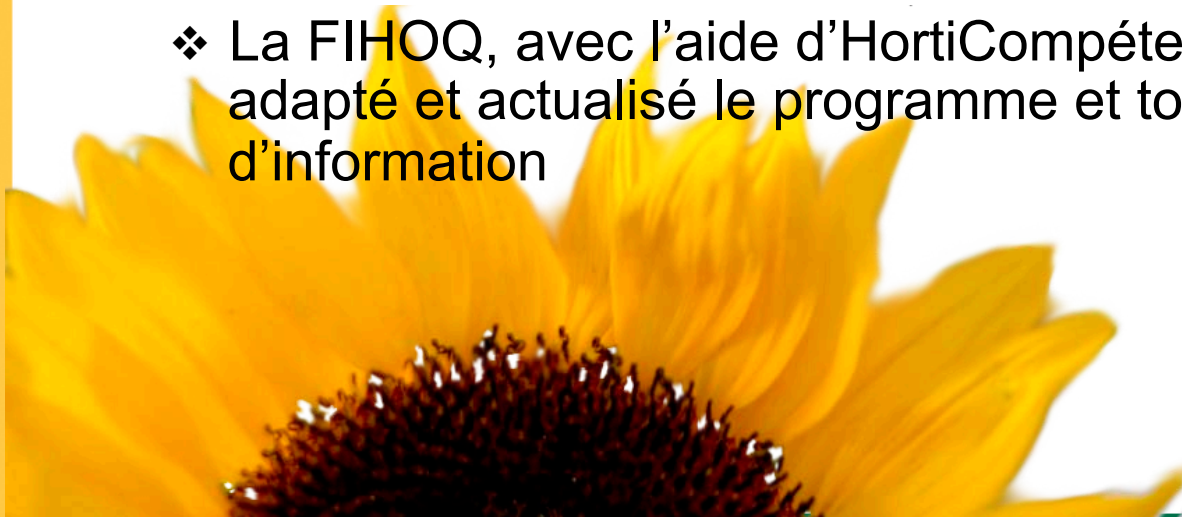 ❖ La FIHOQ, avec l’aide d’HortiCompéte
adapté et actualisé le programme et to
d’information